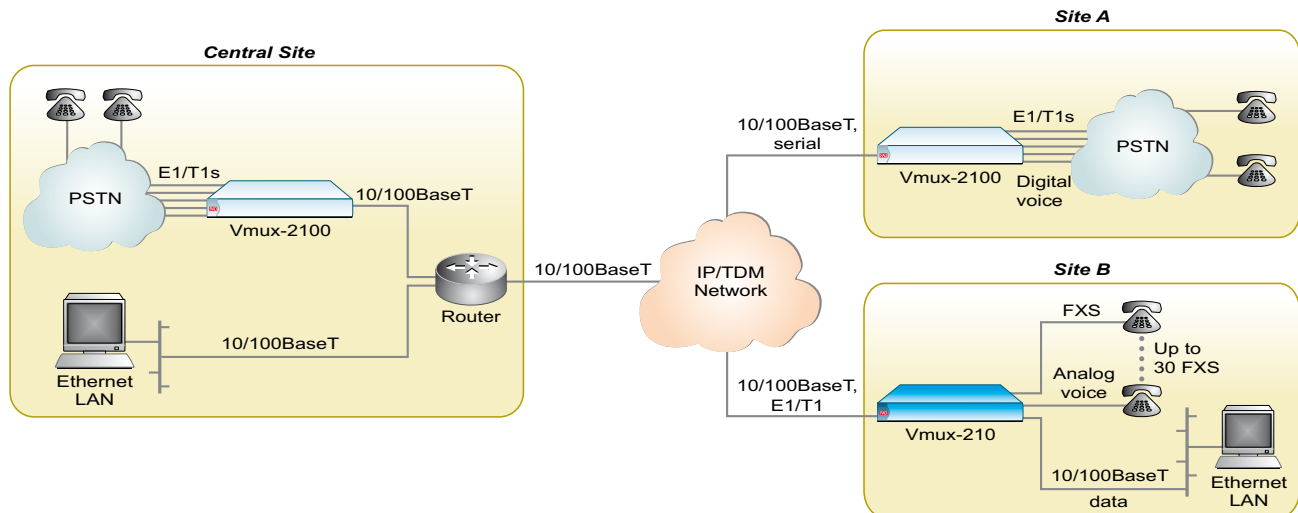 Central Site
PSTN
E1/T1s
Vmux-2100
10/100BaseT
Ethernet
LAN
10/100BaseT
Router
10/100BaseT
IP/TDM
Network
10/100BaseT,
serial
Site A
Vmux-2100
E1/T1s
Digital
voice
PSTN
10/100BaseT,
E1/T1
Site B
Vmux-210
FXS
Up to
30 FXS
Analog
voice
10/100BaseT
data
Ethernet
LAN